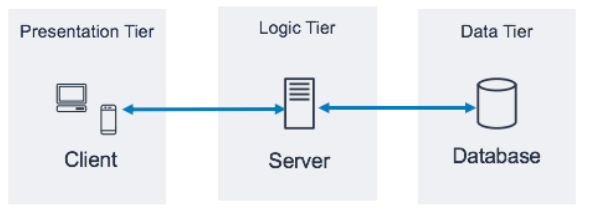 Presentation Tier
Logic Tier
Data Tier
Client
Server
Database